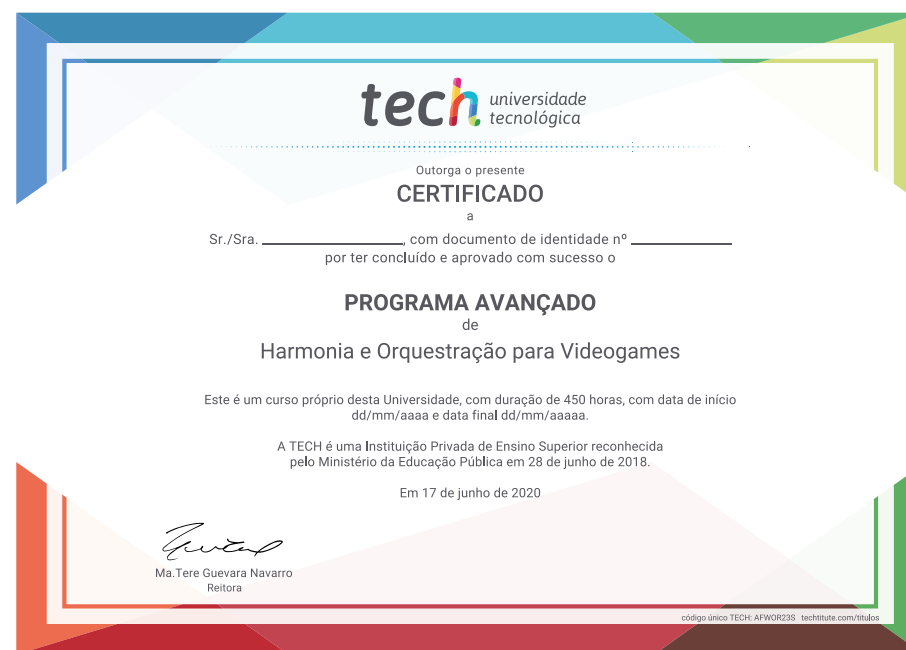 tech universidade
tecnológica
Outorga o presente
CERTIFICADO
a
Sr./Sra. ________________, com documento de identidade nº ____________
por ter concluído e aprovado com sucesso o
PROGRAMA AVANÇADO
de
Harmonia e Orquestração para Videogames
Este é um curso próprio desta Universidade, com duração de 450 horas, com data de início
dd/mm/aaaa e data final dd/mm/aaaaa.
A TECH é uma Instituição Privada de Ensino Superior reconhecida
pelo Ministério da Educação Pública em 28 de junho de 2018.
Em 17 de junho de 2020
Ma.Tere Guevara Navarro
Reitora
código único TECH: AFWOR23S techtitute.com/titulos